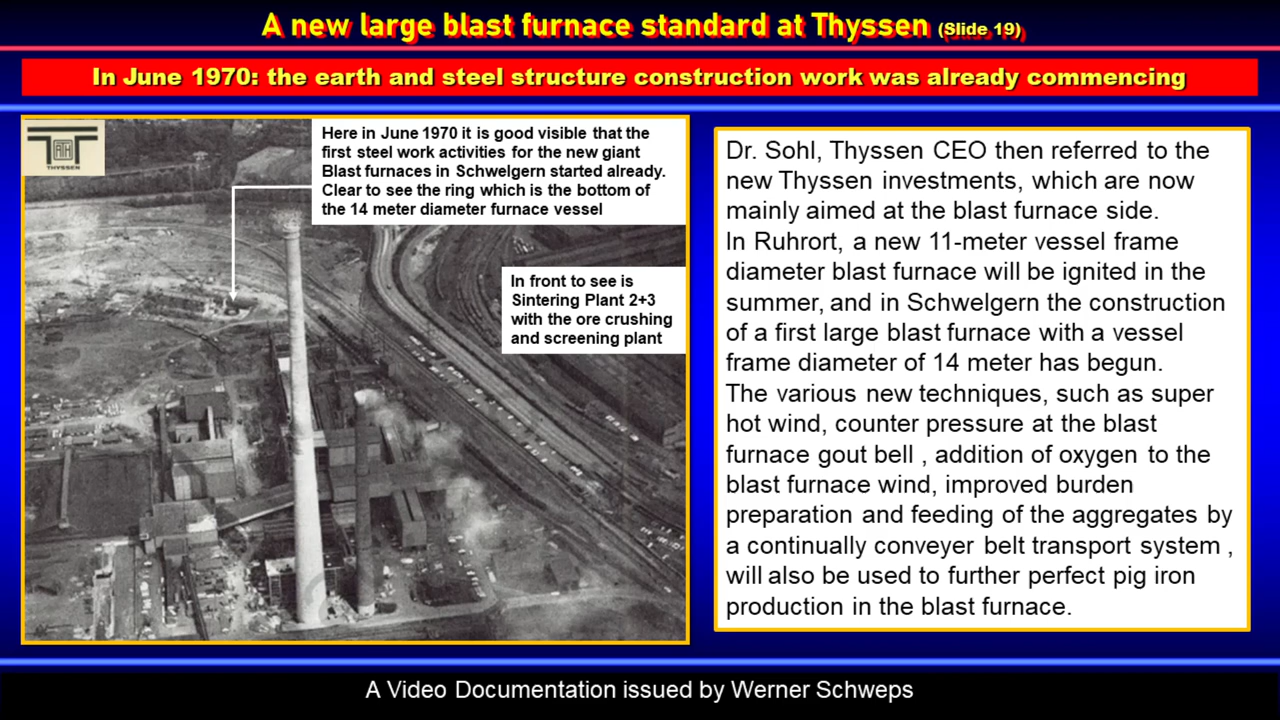 A new large blast furnace standard at Thyssen (Slide 19)
In June 1970: the earth and steel structure construction work was already commencing
ATH
THYSSEN
Here in June 1970 it is good visible that the
first steel work activities for the new giant
Blast furnaces in Schwelgern started already.
Clear to see the ring which is the bottom of
the 14 meter diameter furnace vessel
In front to see is
Sintering Plant 2+3
with the ore crushing
and screening plant
Dr. Sohl, Thyssen CEO then referred to the
new Thyssen investments, which are now
mainly aimed at the blast furnace side.
In Ruhrort, a new 11-meter vessel frame
diameter blast furnace will be ignited in the
summer, and in Schwelgern the construction
of a first large blast furnace with a vessel
frame diameter of 14 meter has begun.
The various new techniques, such as super
hot wind, counter pressure at the blast
furnace gout bell , addition of oxygen to the
blast furnace wind, improved burden
preparation and feeding of the aggregates by
a continually conveyer belt transport system ,
will also be used to further perfect pig iron
production in the blast furnace.
A Video Documentation issued by Werner Schweps